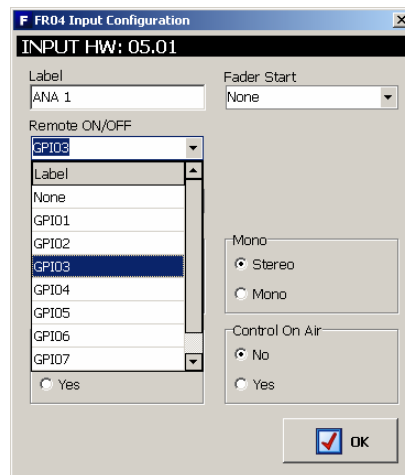 F FR04 Input Configuration
INPUT HW: 05.01
Label
Fader Start
ANA 1
None
Remote ON/OFF
GPI03
Label
None
GPI01
GPI02
GPI03
GPI04
GPI05
GPI06
GPI07
Mono
Stereo
Mono
Control On Air
No
Yes
Yes
OK